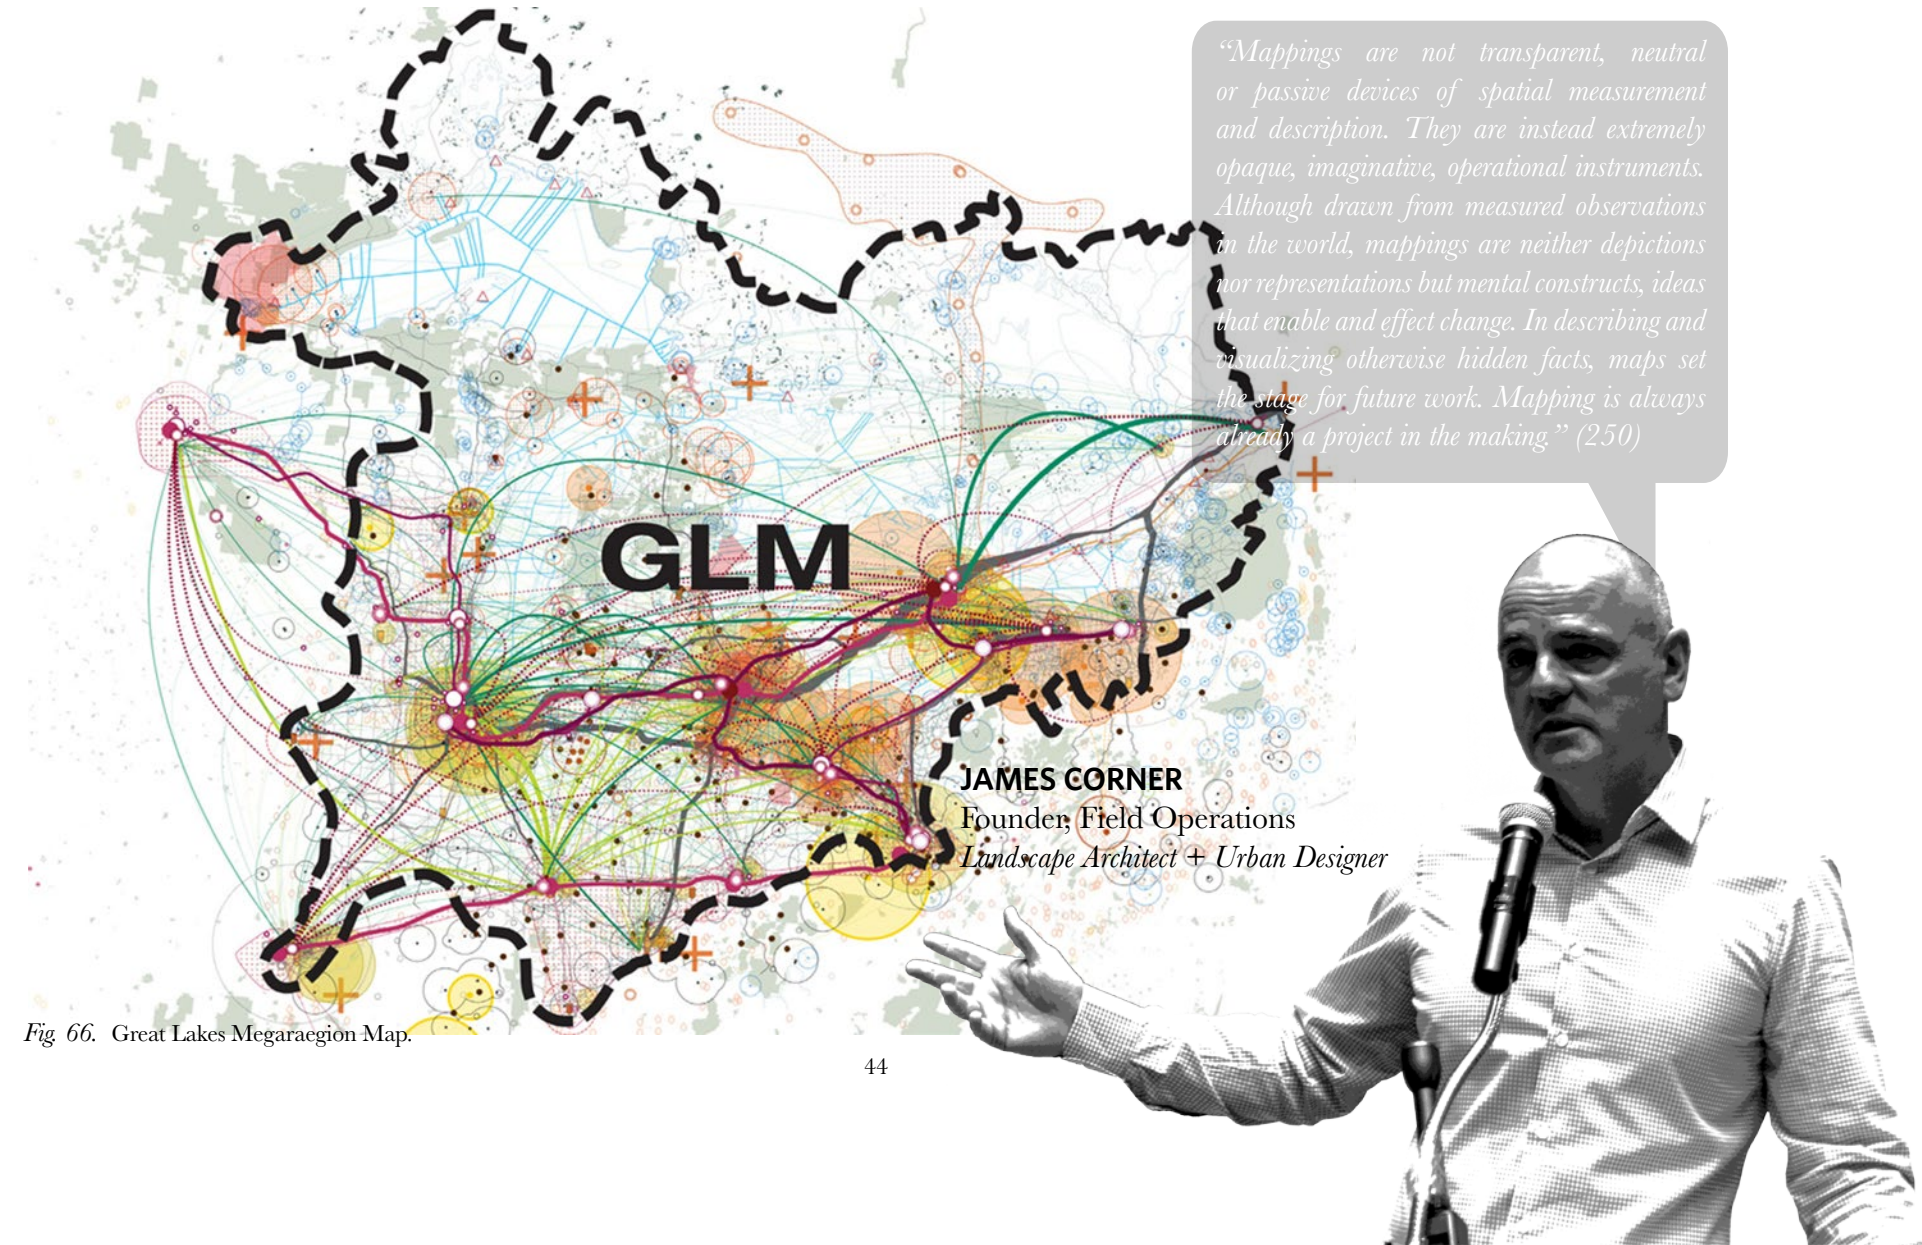 “Mappings are not transparent, neutral
or passive devices of spatial measurement
and description. They are instead extremely
opaque, imaginative, operational instruments.
Although drawn from measured observations
in the world, mappings are neither depictions
nor representations but mental constructs, ideas
that enable and effect change. In describing and
visualizing otherwise hidden facts, maps set
the stage for future work. Mapping is always
already a project in the making.” (250)
GLM
JAMES CORNER
Founder, Field Operations
Landscape Architect + Urban Designer
Fig. 66. Great Lakes Megaraegion Map.
44